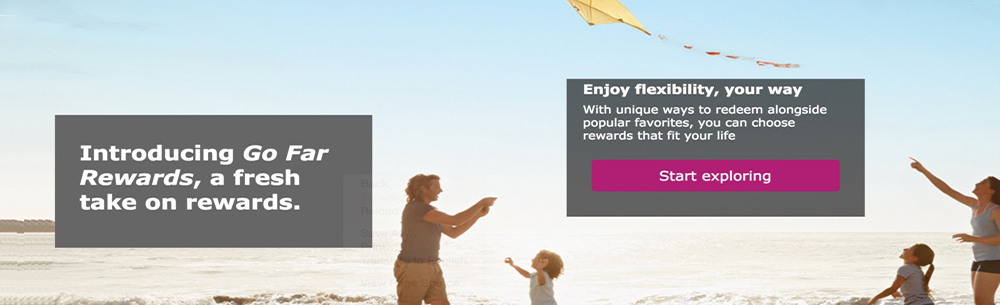 Introducing Go Far
Rewards, a fresh
take on rewards.
Enjoy flexibility, your way
With unique ways to redeem alongside
popular favorites, you can choose
rewards that fit your life
Start exploring